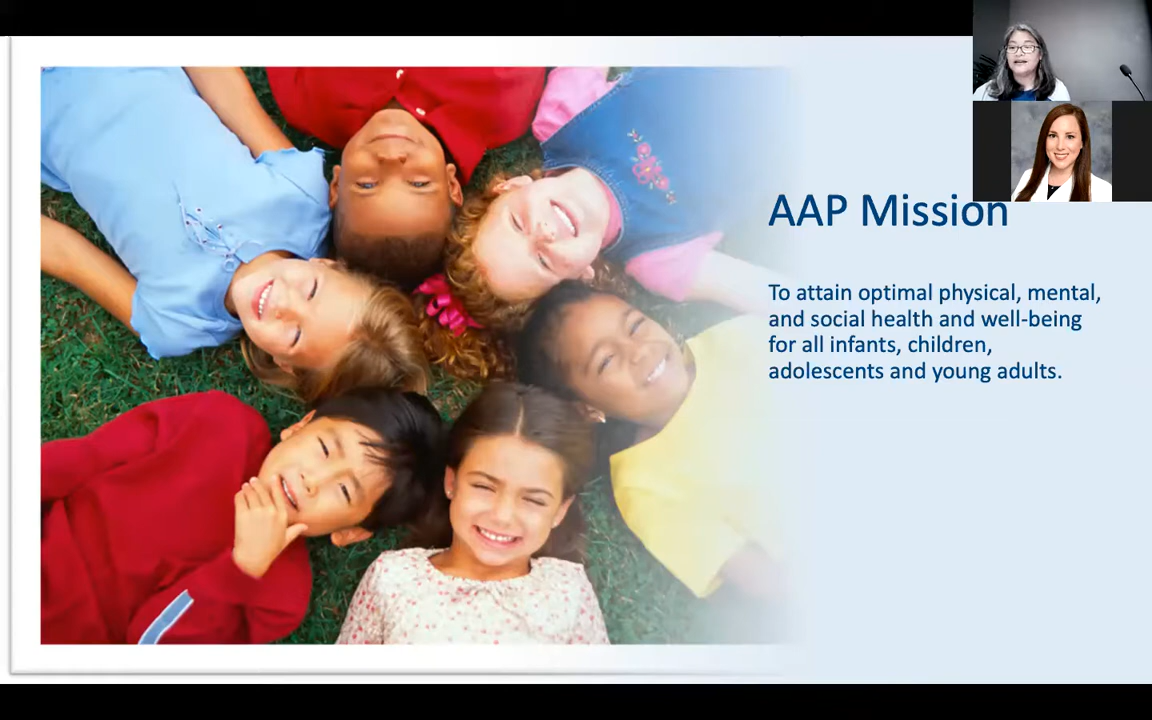 AAP Mission
To attain optimal physical, mental,
and social health and well-being
for all infants, children,
adolescents and young adults.